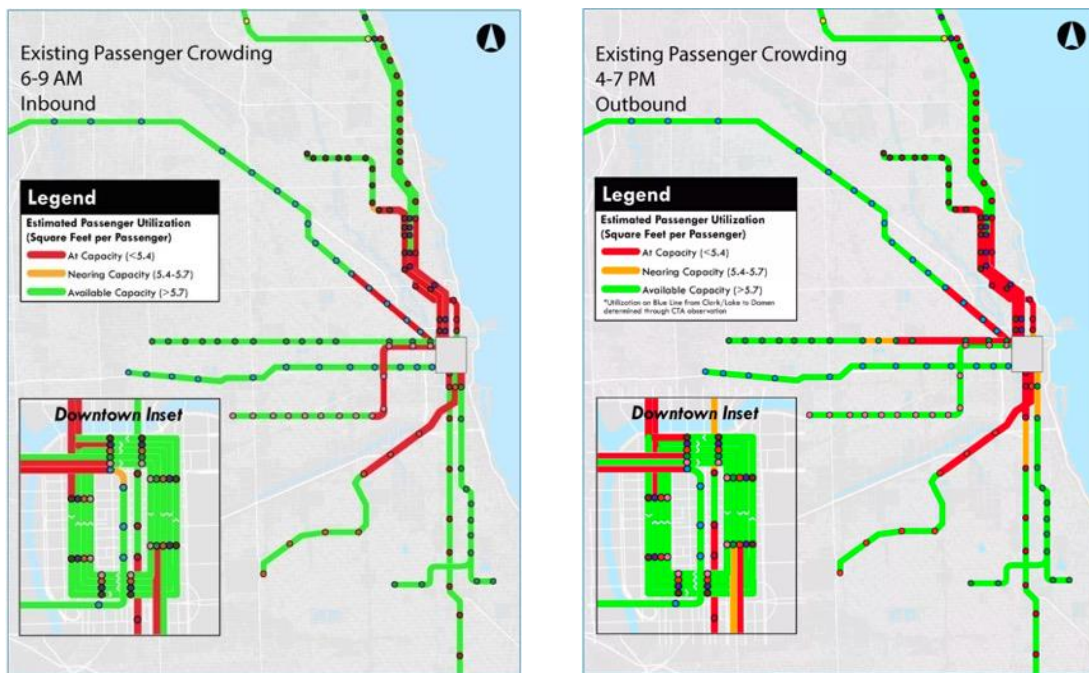 Existing Passenger Crowding
6-9 AM
Inbound
Legend
Estimated Passenger Utilization
(Square Feet per Passenger)
At Capacity (<5.4)
Nearing Capacity (5.4-5.7)
Available Capacity (>5.7)
Downtown Inset
Existing Passenger Crowding
4-7 PM
Outbound
Legend
Estimated Passenger Utilization
(Square Feet per Passenger)
At Capacity (<5.4)
Nearing Capacity (5.4-5.7)
Available Capacity (>5.7)
*Utilization on Blue Line from Clark/Lake to Damen
determined through CTA observation
Downtown Inset